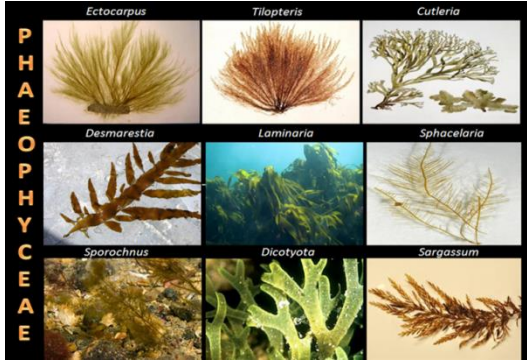 PHAEOPHYCEAE
Ectocarpus
Tilopteris
Cutleria
Desmarestia
Laminaria
Sphacelaria
Sporochnus
Dicotyota
Sargassum